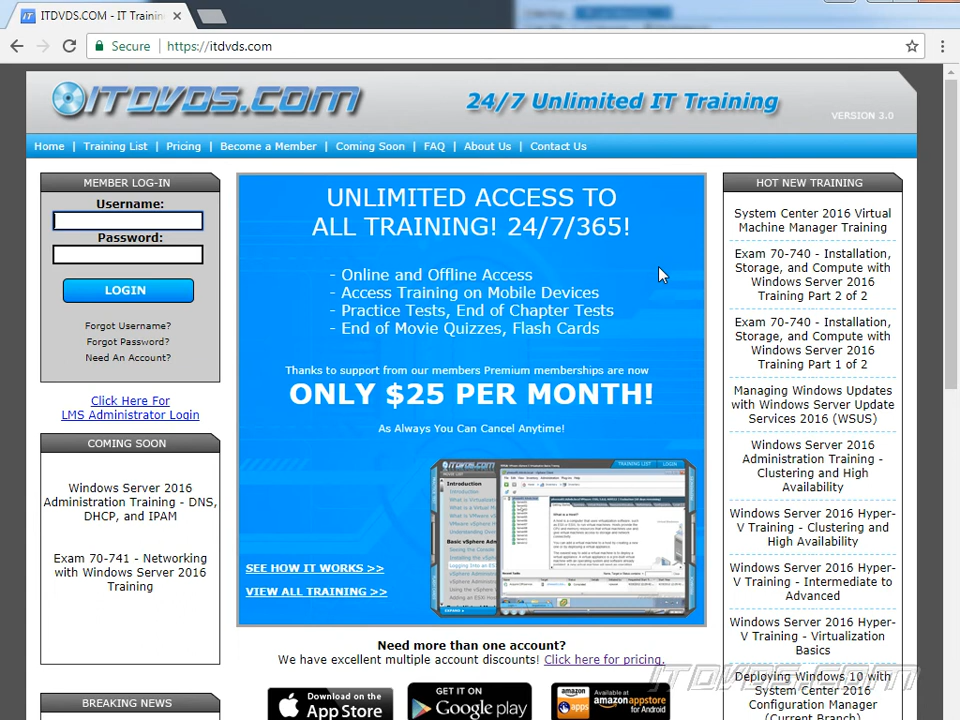 ITDVDS.COM - IT Trainin
Secure
https://itdvds.com
ITDVDS.COM
24/7 Unlimited IT Training
VERSION 3.0
Home | Training List | Pricing | Become a Member | Coming Soon | FAQ | About Us | Contact Us
MEMBER LOG-IN
Username:
Password:
LOGIN
Forgot Username?
Forgot Password?
Need An Account?
Click Here For
LMS Administrator Login
COMING SOON
Windows Server 2016
Administration Training - DNS,
DHCP, and IPAM
Exam 70-741 - Networking
with Windows Server 2016
Training
BREAKING NEWS
UNLIMITED ACCESS TO
ALL TRAINING! 24/7/365!
- Online and Offline Access
- Access Training on Mobile Devices
- Practice Tests, End of Chapter Tests
- End of Movie Quizzes, Flash Cards
Thanks to support from our members Premium memberships are now
ONLY $25 PER MONTH!
As Always You Can Cancel Anytime!
ITDVDS.COM
TRAINING LIST
LOGIN
Introduction
Introduction
SEE HOW IT WORKS >>
VIEW ALL TRAINING >>
Need more than one account?
We have excellent multiple account discounts! Click here for pricing.
Download on the
App Store
GET IT ON
Google play
amazon
apps
Available at
amazonappstore
for Android
HOT NEW TRAINING
System Center 2016 Virtual
Machine Manager Training
Exam 70-740 - Installation,
Storage, and Compute with
Windows Server 2016
Training Part 2 of 2
Exam 70-740 - Installation,
Storage, and Compute with
Windows Server 2016
Training Part 1 of 2
Managing Windows Updates
with Windows Server Update
Services 2016 (WSUS)
Windows Server 2016
Administration Training -
Clustering and High
Availability
Windows Server 2016 Hyper-
V Training - Clustering and
High Availability
Windows Server 2016 Hyper-
V Training - Intermediate to
Advanced
Windows Server 2016 Hyper-
V Training - Virtualization
Basics
Deploying Windows 10 with
System Center 2016
Configuration Manager
(Current Branch)
ITDVDS.COM